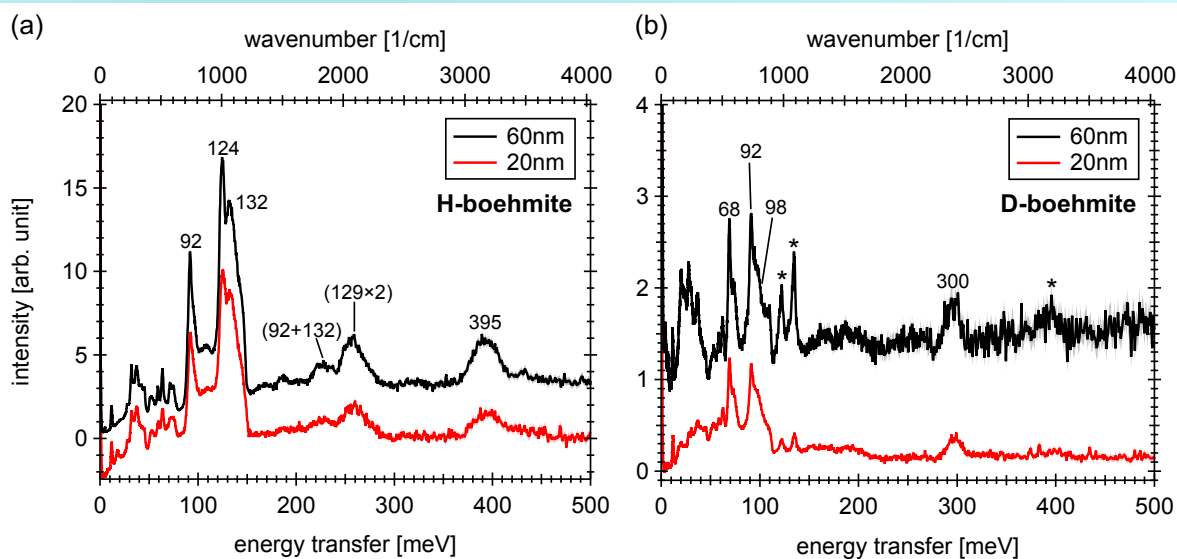 (a)
wavenumber [1/cm]
0 1000 2000 3000 4000
20
15
10
5
0
intensity [arb. unit]
60nm
20nm
H-boehmite
92
124
132
(92+132)
(129×2)
395
0 100 200 300 400 500
energy transfer [meV]
(b)
wavenumber [1/cm]
0 1000 2000 3000 4000
4
3
2
1
0
60nm
20nm
D-boehmite
68
92
98
*
*
300
*
0 100 200 300 400 500
energy transfer [meV]